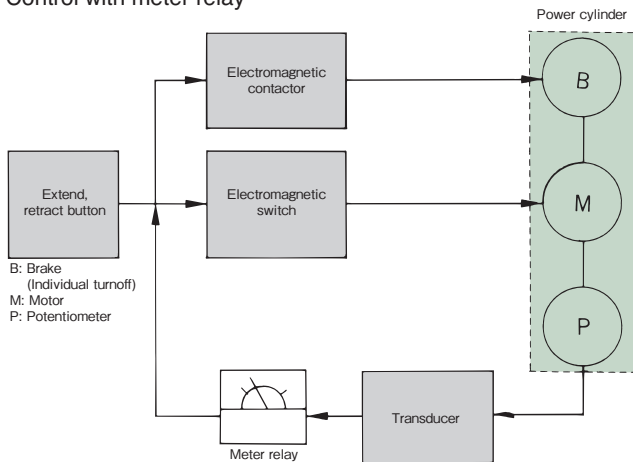 Control with meter relay
Power cylinder
Electromagnetic
contactor
B
Extend,
retract button
Electromagnetic
switch
M
B: Brake
(Individual turnoff)
M: Motor
P: Potentiometer
P
Transducer
Meter relay